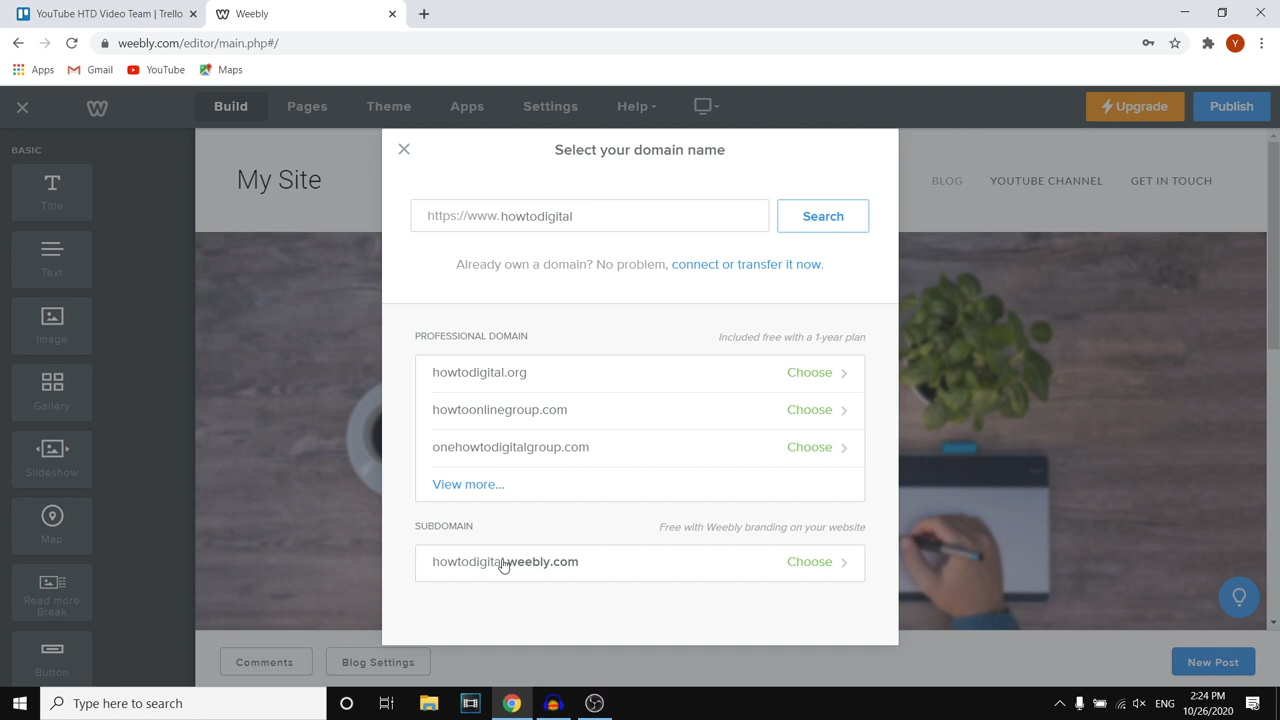 YouTube HTD Video Team | Trello
Weebly
weebly.com/editor/main.php#/
Y
Apps Gmail YouTube Maps
Build Pages Theme Apps Settings Help Upgrade Publish
BASIC
Title
Text
Image
Gallery
Slideshow
Map
Read more
Break
Button
My Site
BLOG YOUTUBE CHANNEL GET IN TOUCH
Select your domain name
https://www.howtodigital
Search
Already own a domain? No problem, connect or transfer it now.
PROFESSIONAL DOMAIN Included free with a 1-year plan
howtodigital.org Choose
howtoonlinegroup.com Choose
onehowtodigitalgroup.com Choose
View more...
SUBDOMAIN Free with Weebly branding on your website
howtodigital.weebly.com Choose
Comments Blog Settings New Post
Type here to search
ENG
2:24 PM
10/26/2020